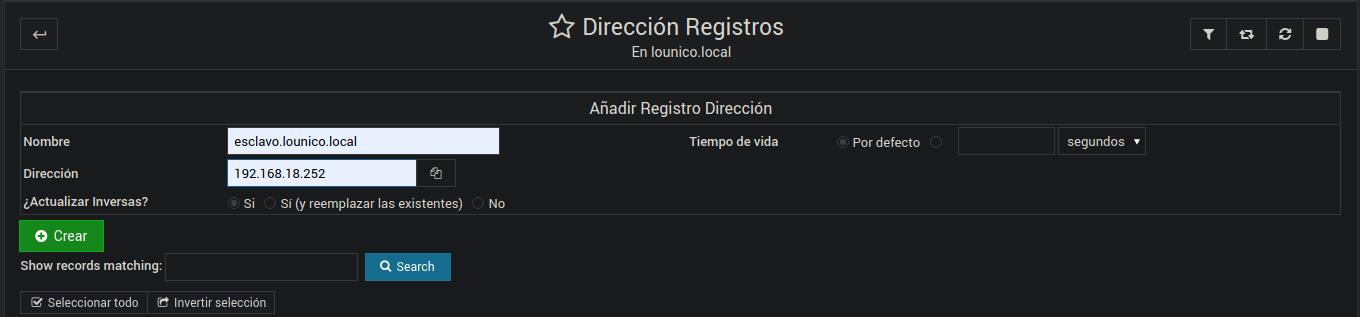 Dirección Registros
En lounico.local
Añadir Registro Dirección
Nombre esclavo.lounico.local Tiempo de vida Por defecto segundos
Dirección 192.168.18.252
¿Actualizar Inversas? Si Sí (y reemplazar las existentes) No
Crear
Show records matching: Search
Seleccionar todo Invertir selección